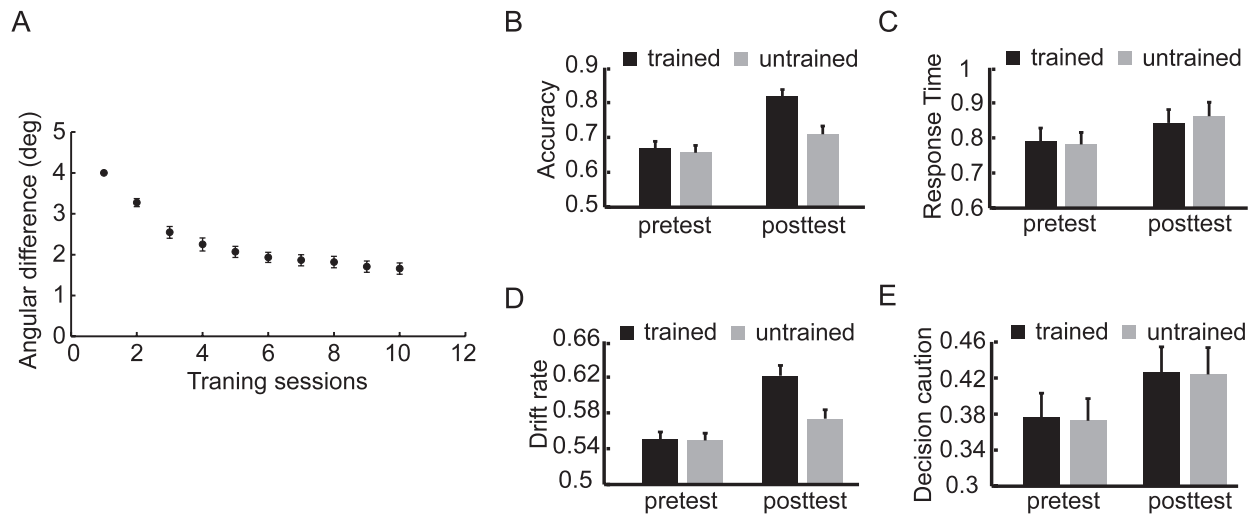 A
Angular difference (deg)
5
4
3
2
1
0
0 2 4 6 8 10 12
Traning sessions
B
trained untrained
Accuracy
0.9
0.8
0.7
0.6
0.5
pretest posttest
C
trained untrained
Response Time
1
0.9
0.8
0.7
0.6
pretest posttest
D
trained untrained
Drift rate
0.66
0.62
0.58
0.54
0.5
pretest posttest
E
trained untrained
Decision caution
0.46
0.42
0.38
0.34
0.3
pretest posttest